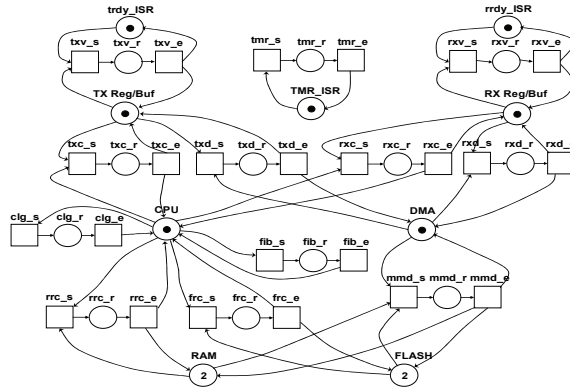 trdy_ISR
rrdy_ISR
txv_s txv_r txv_e
tmr_s tmr_r tmr_e
rxv_s rxv_r rxv_e
TMR_ISR
TX Reg/Buf
RX Reg/Buf
txc_s txc_r txc_e txd_s txd_r txd_e
rxc_s rxc_r rxc_e rxd_s rxd_r rxd_
CPU
DMA
clg_s clg_r clg_e
fib_s fib_r fib_e
mmd_s mmd_r mmd_e
rrc_s rrc_r rrc_e frc_s frc_r frc_e
RAM
FLASH
2
2